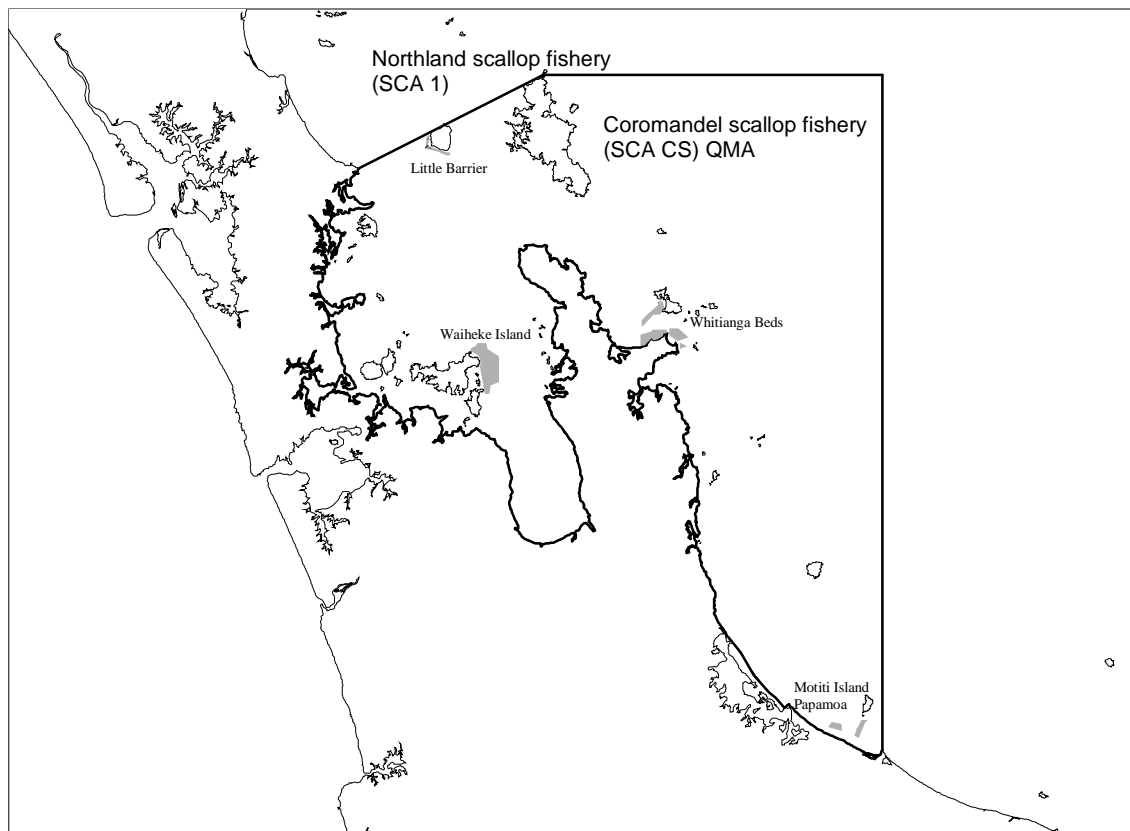 Northland scallop fishery
(SCA 1)
Coromandel scallop fishery
(SCA CS) QMA
Little Barrier
Whitianga Beds
Waiheke Island
Motiti Island
Papamoa